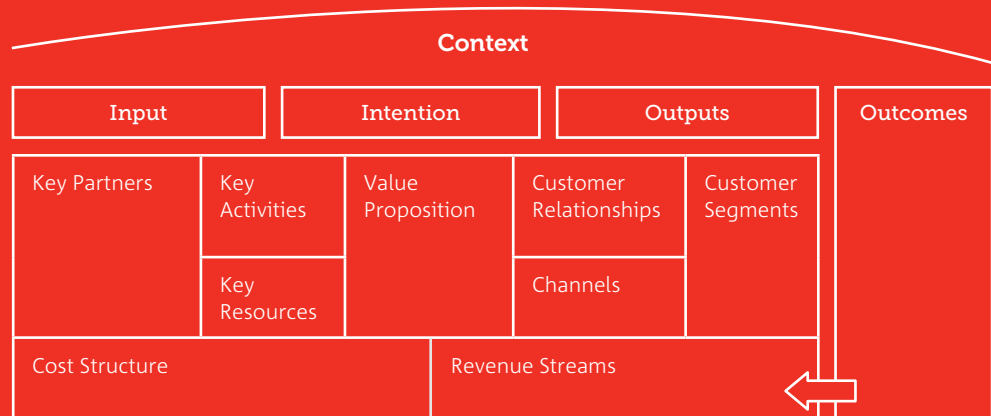 Context
Input
Intention
Outputs
Outcomes
Key Partners
Key
Activities
Value
Proposition
Customer
Relationships
Customer
Segments
Key
Resources
Channels
Cost Structure
Revenue Streams